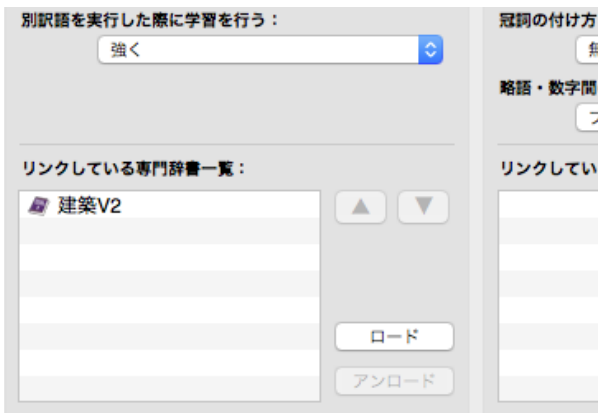 別訳語を実行した際に学習を行う：
強く
リンクしている専門辞書一覧：
建築V2
▲ ▼
ロード
アンロード
冠詞の付け方
略語・数字間
リンクしてい